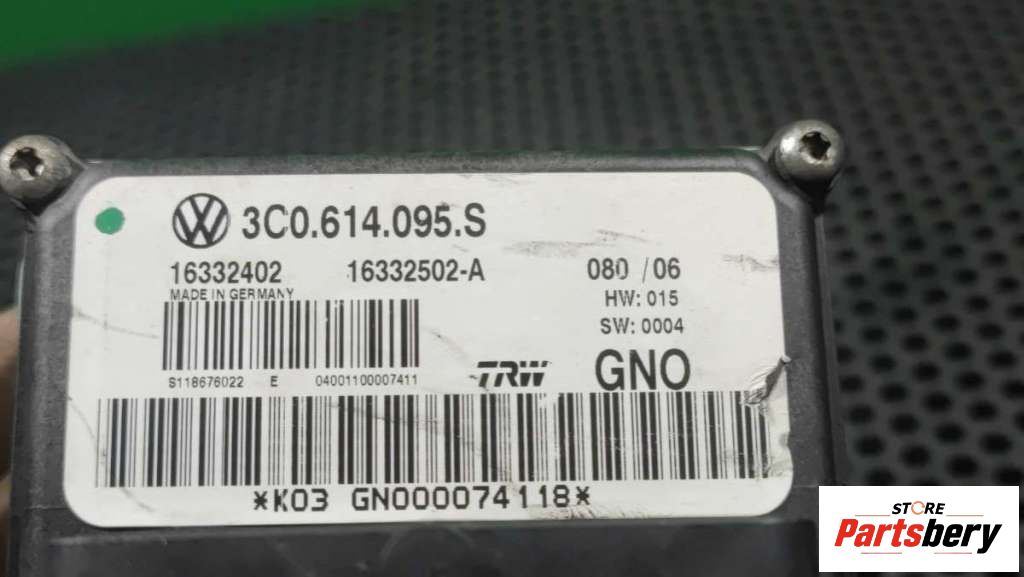 VW 3C0.614.095.S
16332402 16332502-A 080 / 06
MADE IN GERMANY HW: 015
SW: 0004
S118676022 E 04001100007411 TRW GNO
*K03 GN000074118*
STORE
Partsbery